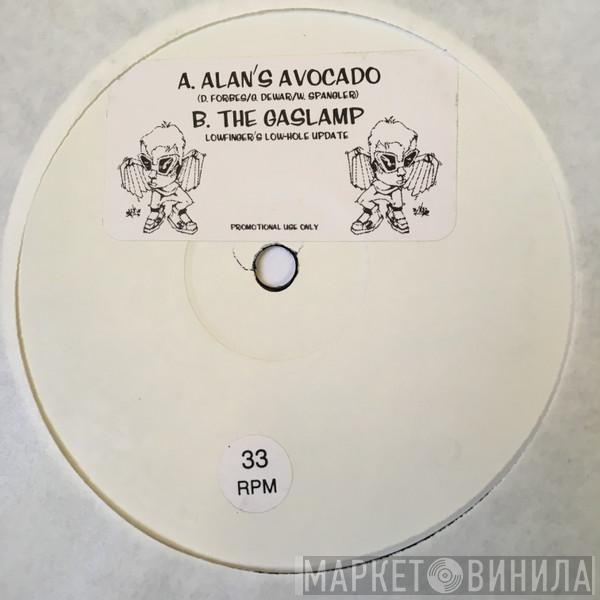 A. ALAN'S AVOCADO
(D. FORBES/G. DEWAR/W. SPANGLER)
B. THE GASLAMP
LOWFINGER'S LOW-HOLE UPDATE
PROMOTIONAL USE ONLY
33
RPM
МАРКЕТ ВИНИЛА